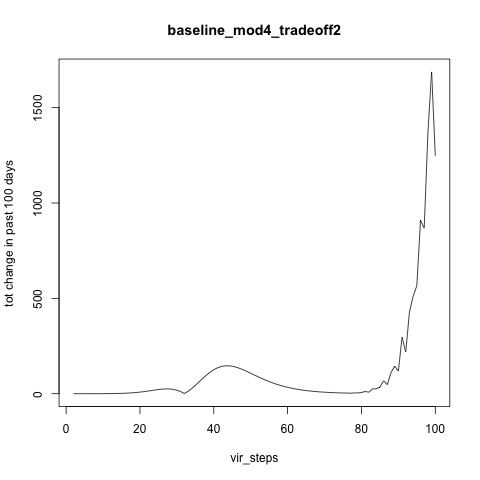 baseline_mod4_tradeoff2
tot change in past 100 days
1500
1000
500
0
0 20 40 60 80 100
vir_steps